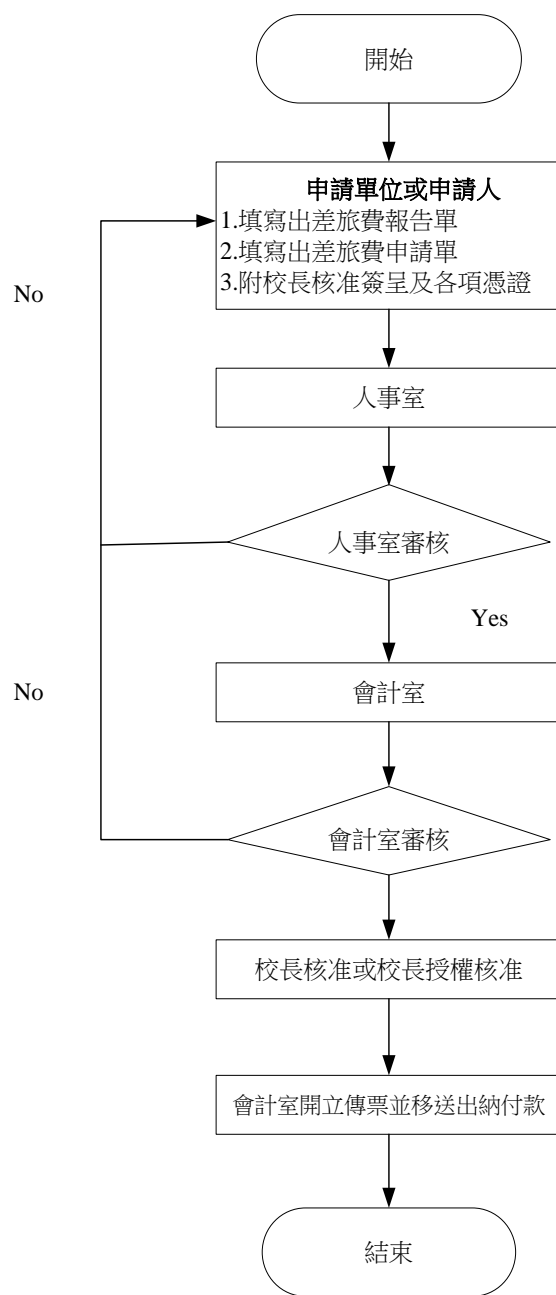 開始
申請單位或申請人
1.填寫出差旅費報告單
2.填寫出差旅費申請單
3.附校長核准簽呈及各項憑證
No
人事室
人事室審核
Yes
會計室
No
會計室審核
校長核准或校長授權核准
會計室開立傳票並移送出納付款
結束